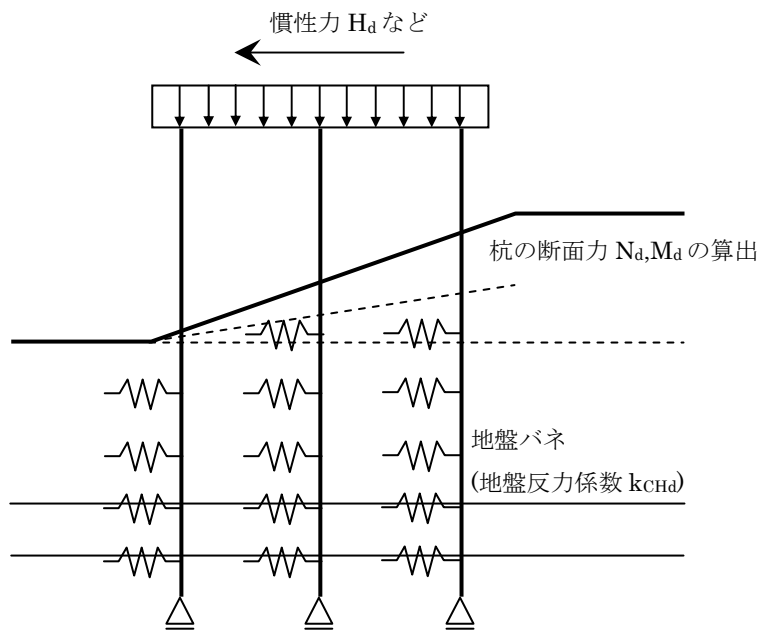 慣性力 Hd など
杭の断面力 Nd,Md の算出
地盤バネ
(地盤反力係数 kCHd)